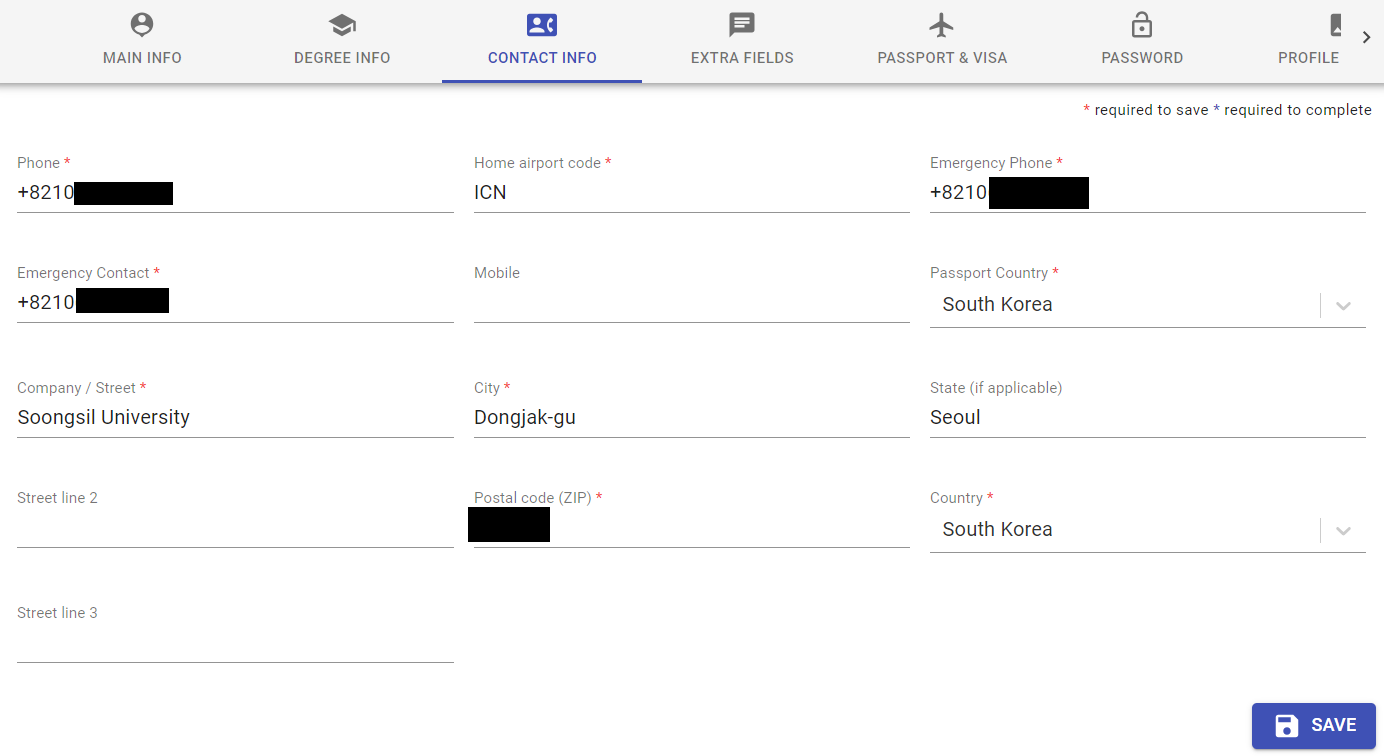 MAIN INFO DEGREE INFO CONTACT INFO EXTRA FIELDS PASSPORT & VISA PASSWORD PROFILE
* required to save * required to complete
Phone * Home airport code * Emergency Phone *
+8210 ICN +8210
Emergency Contact * Mobile Passport Country *
+8210 South Korea
Company / Street * City * State (if applicable)
Soongsil University Dongjak-gu Seoul
Street line 2 Postal code (ZIP) * Country *
South Korea
Street line 3
SAVE